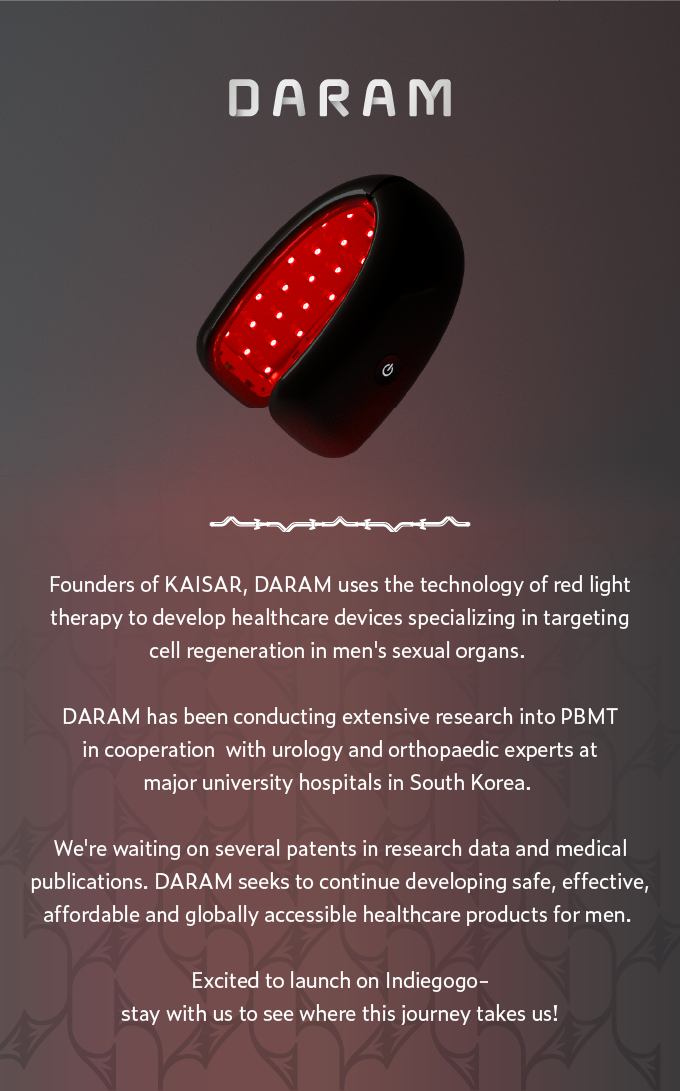 DARAM
Founders of KAISAR, DARAM uses the technology of red light
therapy to develop healthcare devices specializing in targeting
cell regeneration in men's sexual organs.
DARAM has been conducting extensive research into PBMT
in cooperation  with urology and orthopaedic experts at
major university hospitals in South Korea.
We're waiting on several patents in research data and medical
publications. DARAM seeks to continue developing safe, effective,
affordable and globally accessible healthcare products for men.
Excited to launch on Indiegogo–
stay with us to see where this journey takes us!